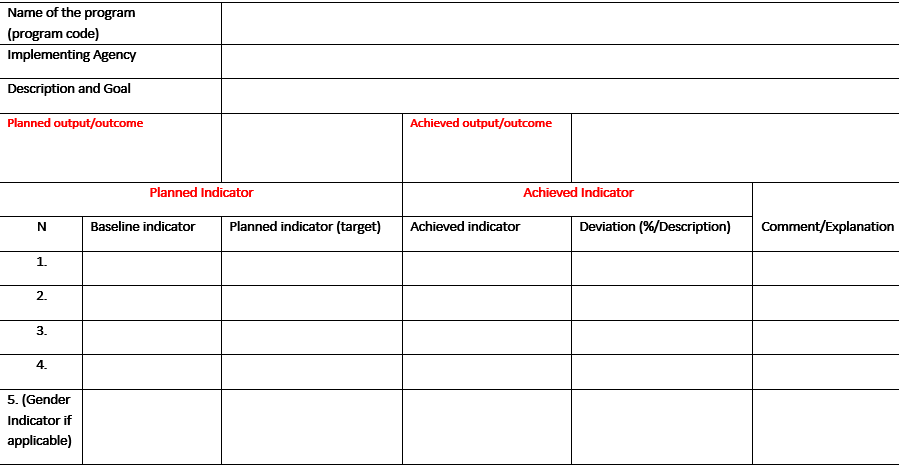 Name of the program
(program code)
Implementing Agency
Description and Goal
Planned output/outcome
Achieved output/outcome
Planned Indicator
Achieved Indicator
N
Baseline indicator
Planned indicator (target)
Achieved indicator
Deviation (%/Description)
Comment/Explanation
1.
2.
3.
4.
5. (Gender
Indicator if
applicable)